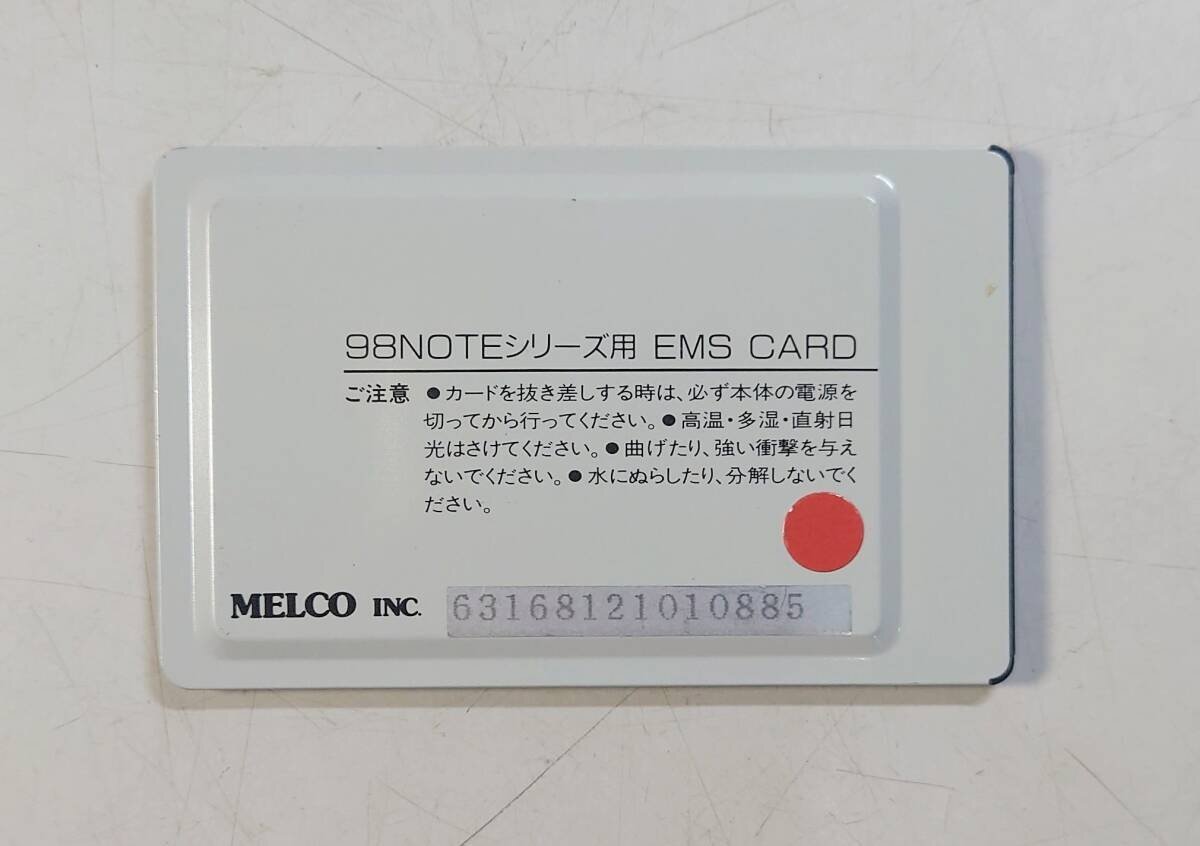 98NOTEシリーズ用 EMS CARD
ご注意 ●カードを抜き差しする時は、必ず本体の電源を
切ってから行ってください。●高温・多湿・直射日
光はさけてください。●曲げたり、強い衝撃を与え
ないでください。●水にぬらしたり、分解しないでく
ださい。
MELCO INC. 63168121010885